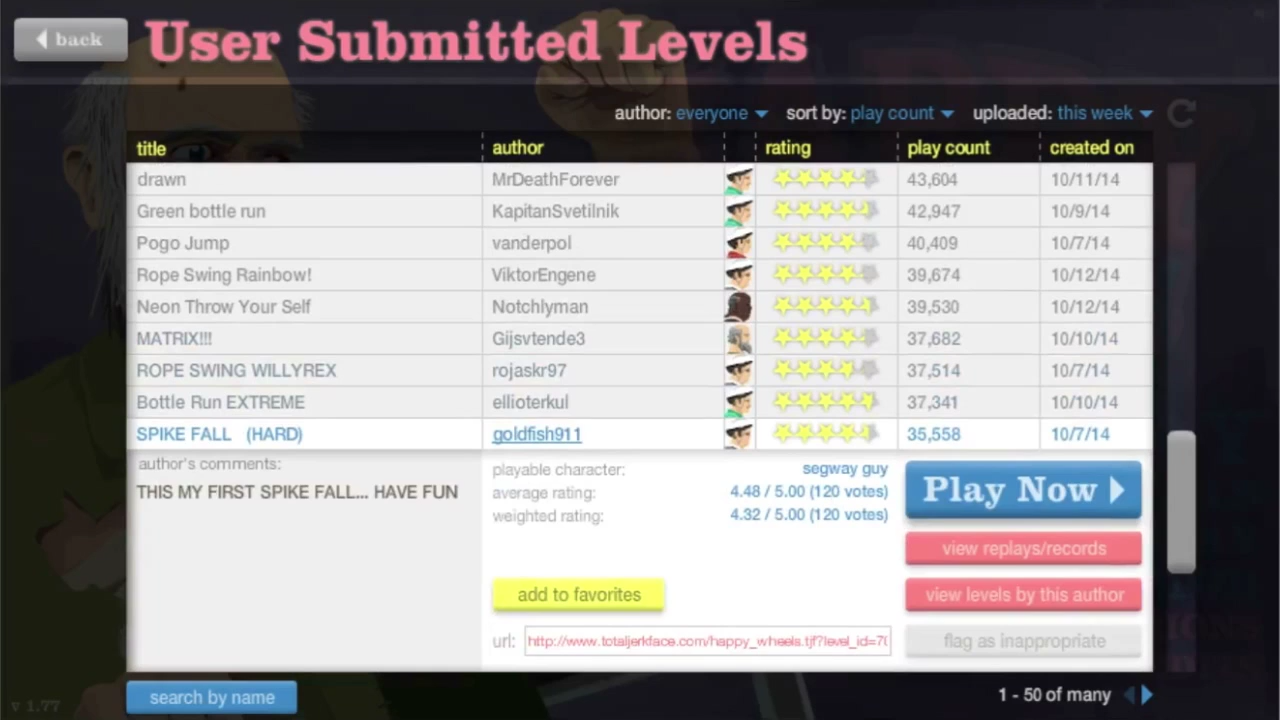 back
User Submitted Levels
author: everyone sort by: play count uploaded: this week
title author rating play count created on
drawn MrDeathForever 43,604 10/11/14
Green bottle run KapitanSvetilnik 42,947 10/9/14
Pogo Jump vanderpol 40,409 10/7/14
Rope Swing Rainbow! ViktorEngene 39,674 10/12/14
Neon Throw Your Self Notchlyman 39,530 10/12/14
MATRIX!!! Gijsvtende3 37,682 10/10/14
ROPE SWING WILLYREX rojaskr97 37,514 10/7/14
Bottle Run EXTREME ellioterkul 37,341 10/10/14
SPIKE FALL (HARD) goldfish911 35,558 10/7/14
author's comments:
THIS MY FIRST SPIKE FALL... HAVE FUN
playable character: segway guy
average rating: 4.48 / 5.00 (120 votes)
weighted rating: 4.32 / 5.00 (120 votes)
add to favorites
url: http://www.totaljerkface.com/happy_wheels.tjf?level_id=7(
Play Now
view replays/records
view levels by this author
flag as inappropriate
search by name
1 - 50 of many
v 1.77